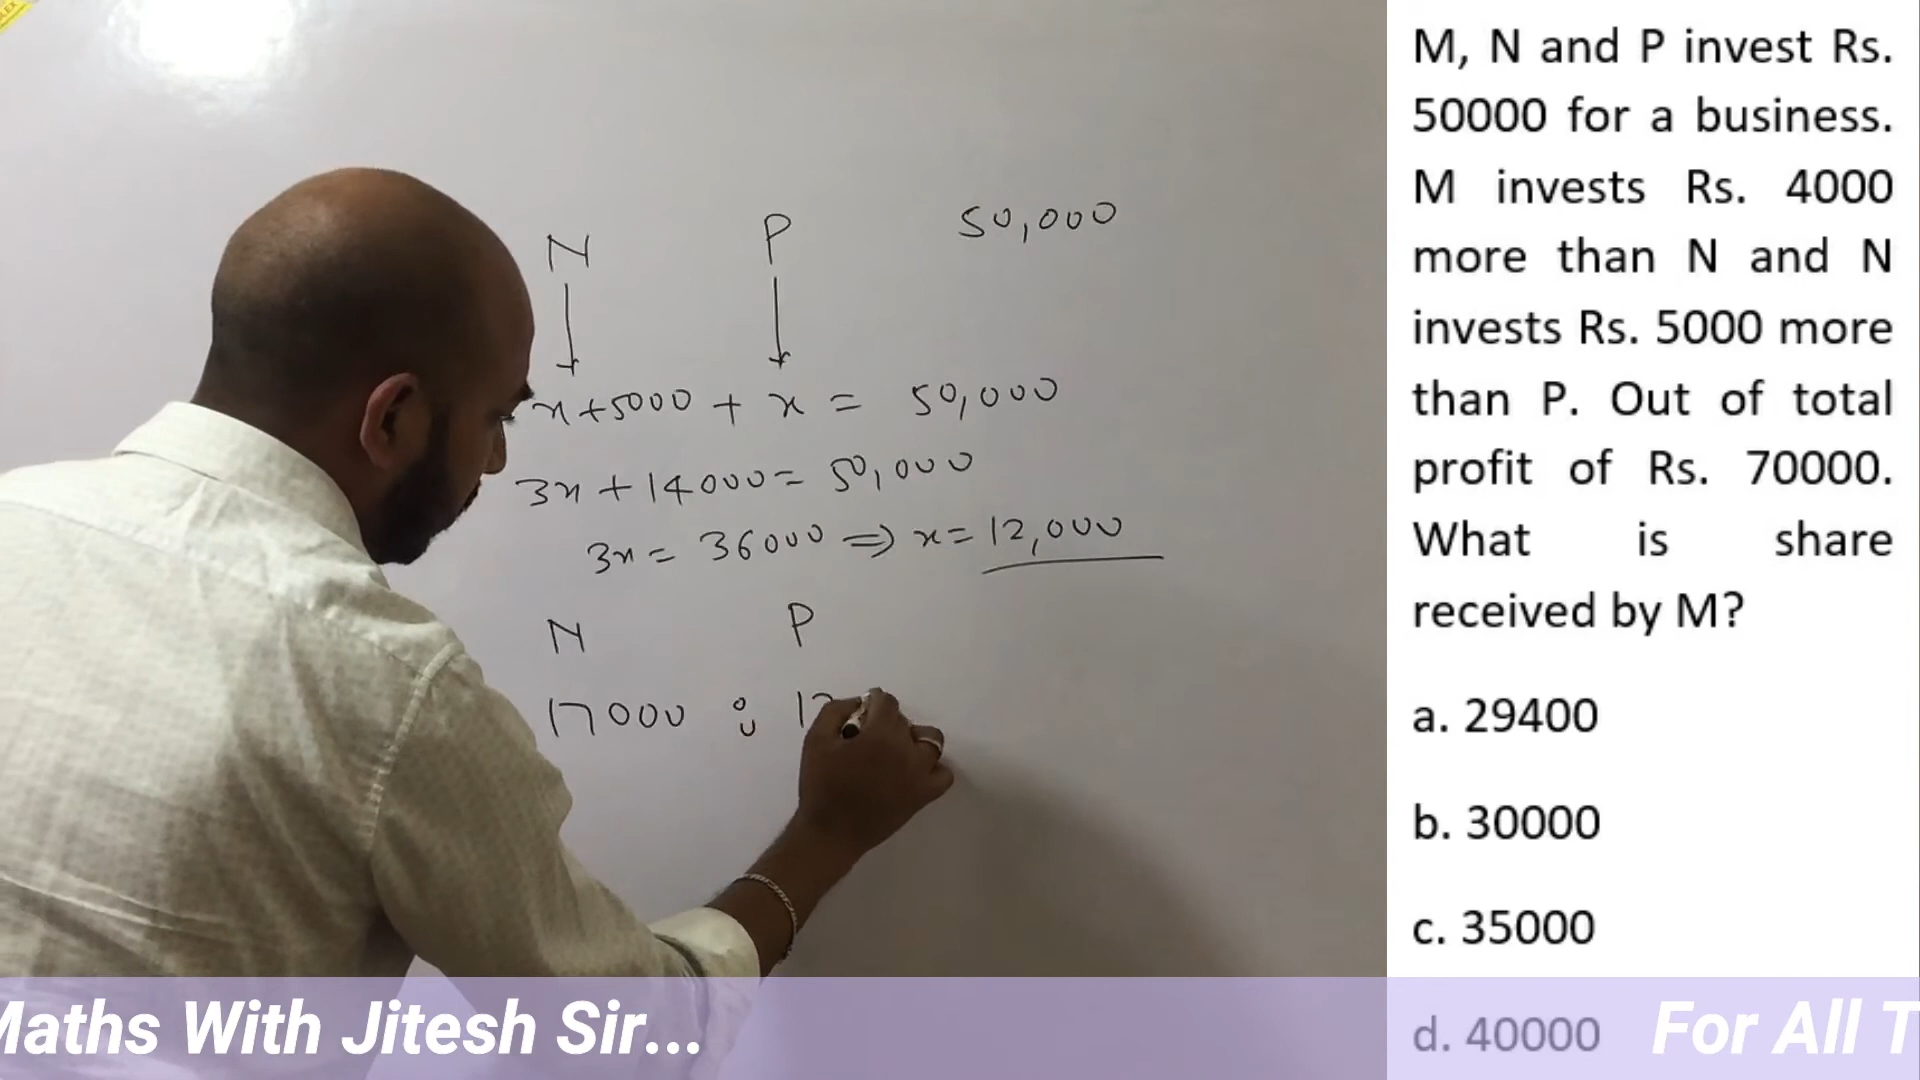 N P 50,000
x+5000 + x = 50,000
3x + 14000 = 50,000
3x = 36000 ⇒ x = 12,000
N P
17000 : 12
M, N and P invest Rs.
50000 for a business.
M invests Rs. 4000
more than N and N
invests Rs. 5000 more
than P. Out of total
profit of Rs. 70000.
What is share
received by M?
a. 29400
b. 30000
c. 35000
d. 40000
Maths With Jitesh Sir... For All T